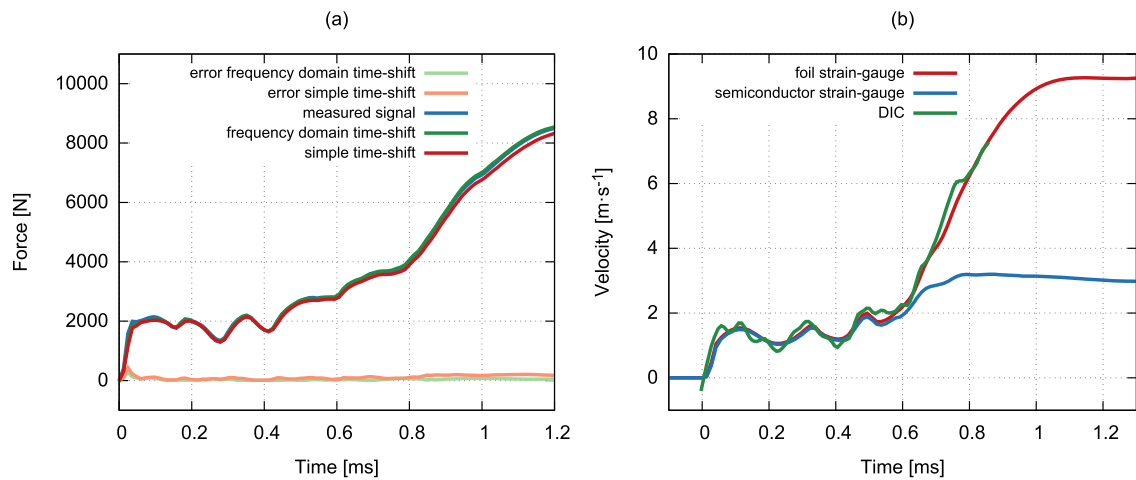 (a)
error frequency domain time-shift
error simple time-shift
measured signal
frequency domain time-shift
simple time-shift
10000
8000
6000
4000
2000
0
Force [N]
0 0.2 0.4 0.6 0.8 1 1.2
Time [ms]
(b)
foil strain-gauge
semiconductor strain-gauge
DIC
10
8
6
4
2
0
Velocity [m·s⁻¹]
0 0.2 0.4 0.6 0.8 1 1.2
Time [ms]